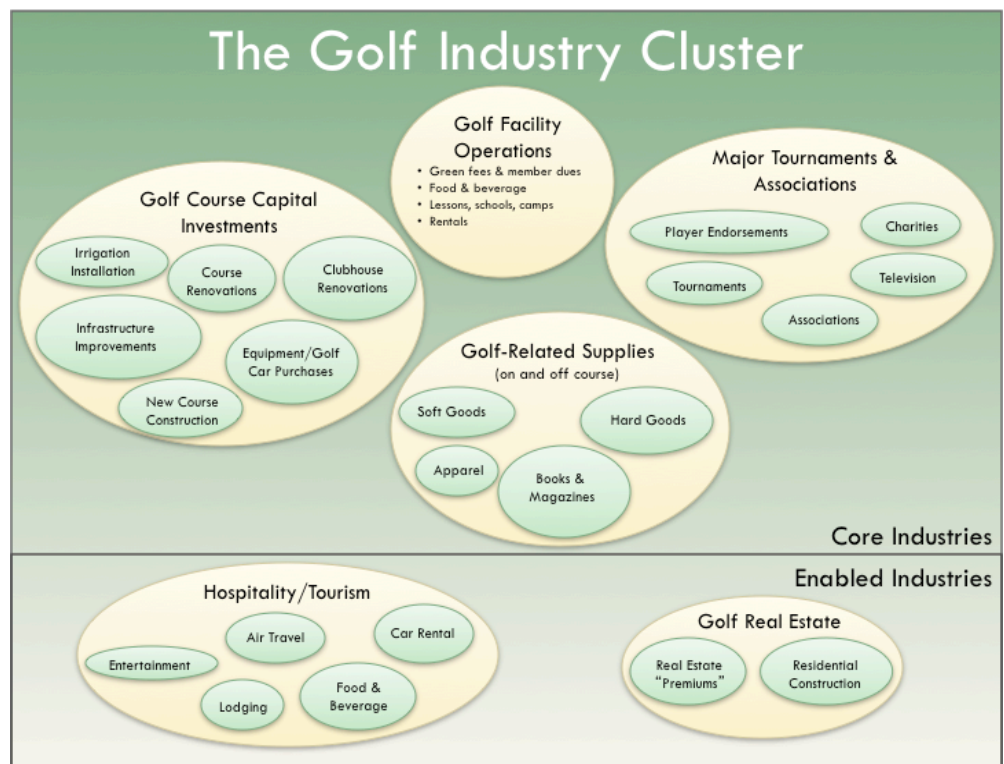 The Golf Industry Cluster
Golf Facility
Operations
• Green fees & member dues
• Food & beverage
• Lessons, schools, camps
• Rentals
Golf Course Capital
Investments
Irrigation
Installation
Course
Renovations
Clubhouse
Renovations
Infrastructure
Improvements
Equipment/Golf
Car Purchases
New Course
Construction
Major Tournaments &
Associations
Player Endorsements
Charities
Tournaments
Television
Associations
Golf-Related Supplies
(on and off course)
Soft Goods
Hard Goods
Apparel
Books &
Magazines
Core Industries
Enabled Industries
Hospitality/Tourism
Entertainment
Air Travel
Car Rental
Lodging
Food &
Beverage
Golf Real Estate
Real Estate
“Premiums”
Residential
Construction